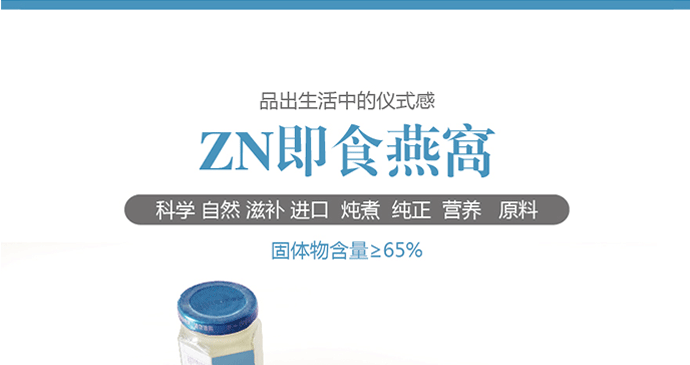 品出生活中的仪式感
ZN即食燕窝
科学 自然 滋补 进口 炖煮 纯正 营养 原料
固体物含量≥65%